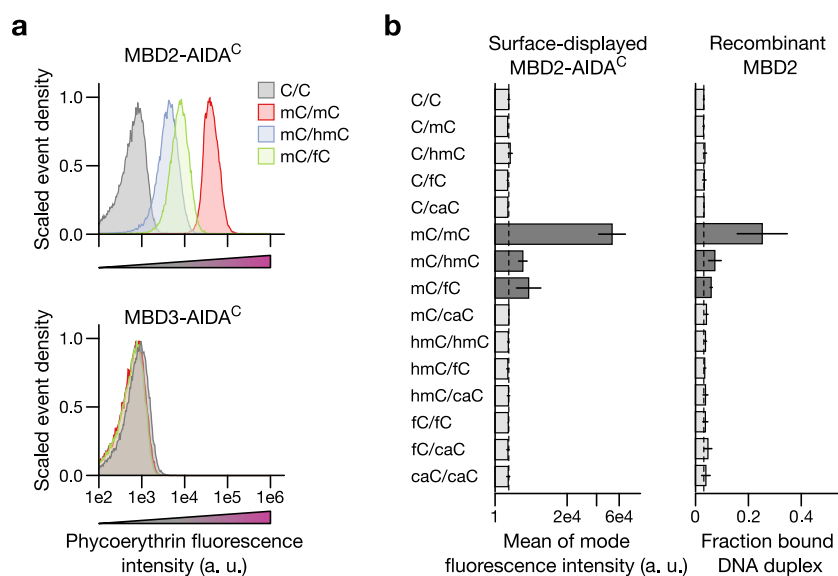 a
MBD2-AIDAᶜ
C/C
mC/mC
mC/hmC
mC/fC
Scaled event density
1.0
0.5
0.0
MBD3-AIDAᶜ
Scaled event density
1.0
0.5
0.0
1e2 1e3 1e4 1e5 1e6
Phycoerythrin fluorescence
intensity (a. u.)
b
Surface-displayed
MBD2-AIDAᶜ
Recombinant
MBD2
C/C
C/mC
C/hmC
C/fC
C/caC
mC/mC
mC/hmC
mC/fC
mC/caC
hmC/hmC
hmC/fC
hmC/caC
fC/fC
fC/caC
caC/caC
1 2e4 6e4
Mean of mode
fluorescence intensity (a. u.)
0 0.2 0.4
Fraction bound
DNA duplex